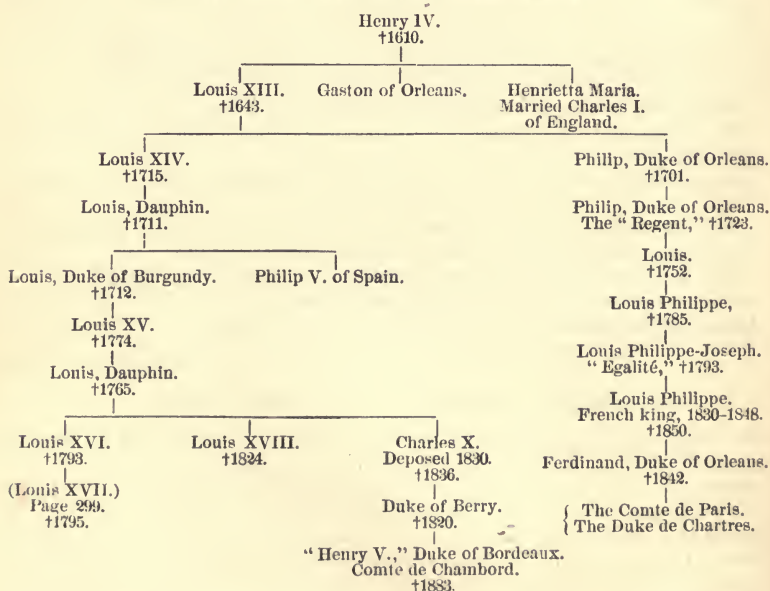 Henry IV.
†1610.
Louis XIII.
†1643.
Gaston of Orleans.
Henrietta Maria.
Married Charles I.
of England.
Louis XIV.
†1715.
Louis, Dauphin.
†1711.
Louis, Duke of Burgundy.
†1712.
Philip V. of Spain.
Louis XV.
†1774.
Louis, Dauphin.
†1765.
Louis XVI.
†1793.
(Louis XVII.)
Page 299.
†1795.
Louis XVIII.
†1824.
Charles X.
Deposed 1830.
†1836.
Duke of Berry.
†1820.
“Henry V.,” Duke of Bordeaux.
Comte de Chambord.
†1883.
Philip, Duke of Orleans.
†1701.
Philip, Duke of Orleans.
The “Regent,” †1723.
Louis.
†1752.
Louis Philippe,
†1785.
Louis Philippe-Joseph.
“Egalité,” †1793.
Louis Philippe.
French king, 1830-1848.
†1850.
Ferdinand, Duke of Orleans.
†1842.
{ The Comte de Paris.
{ The Duke de Chartres.